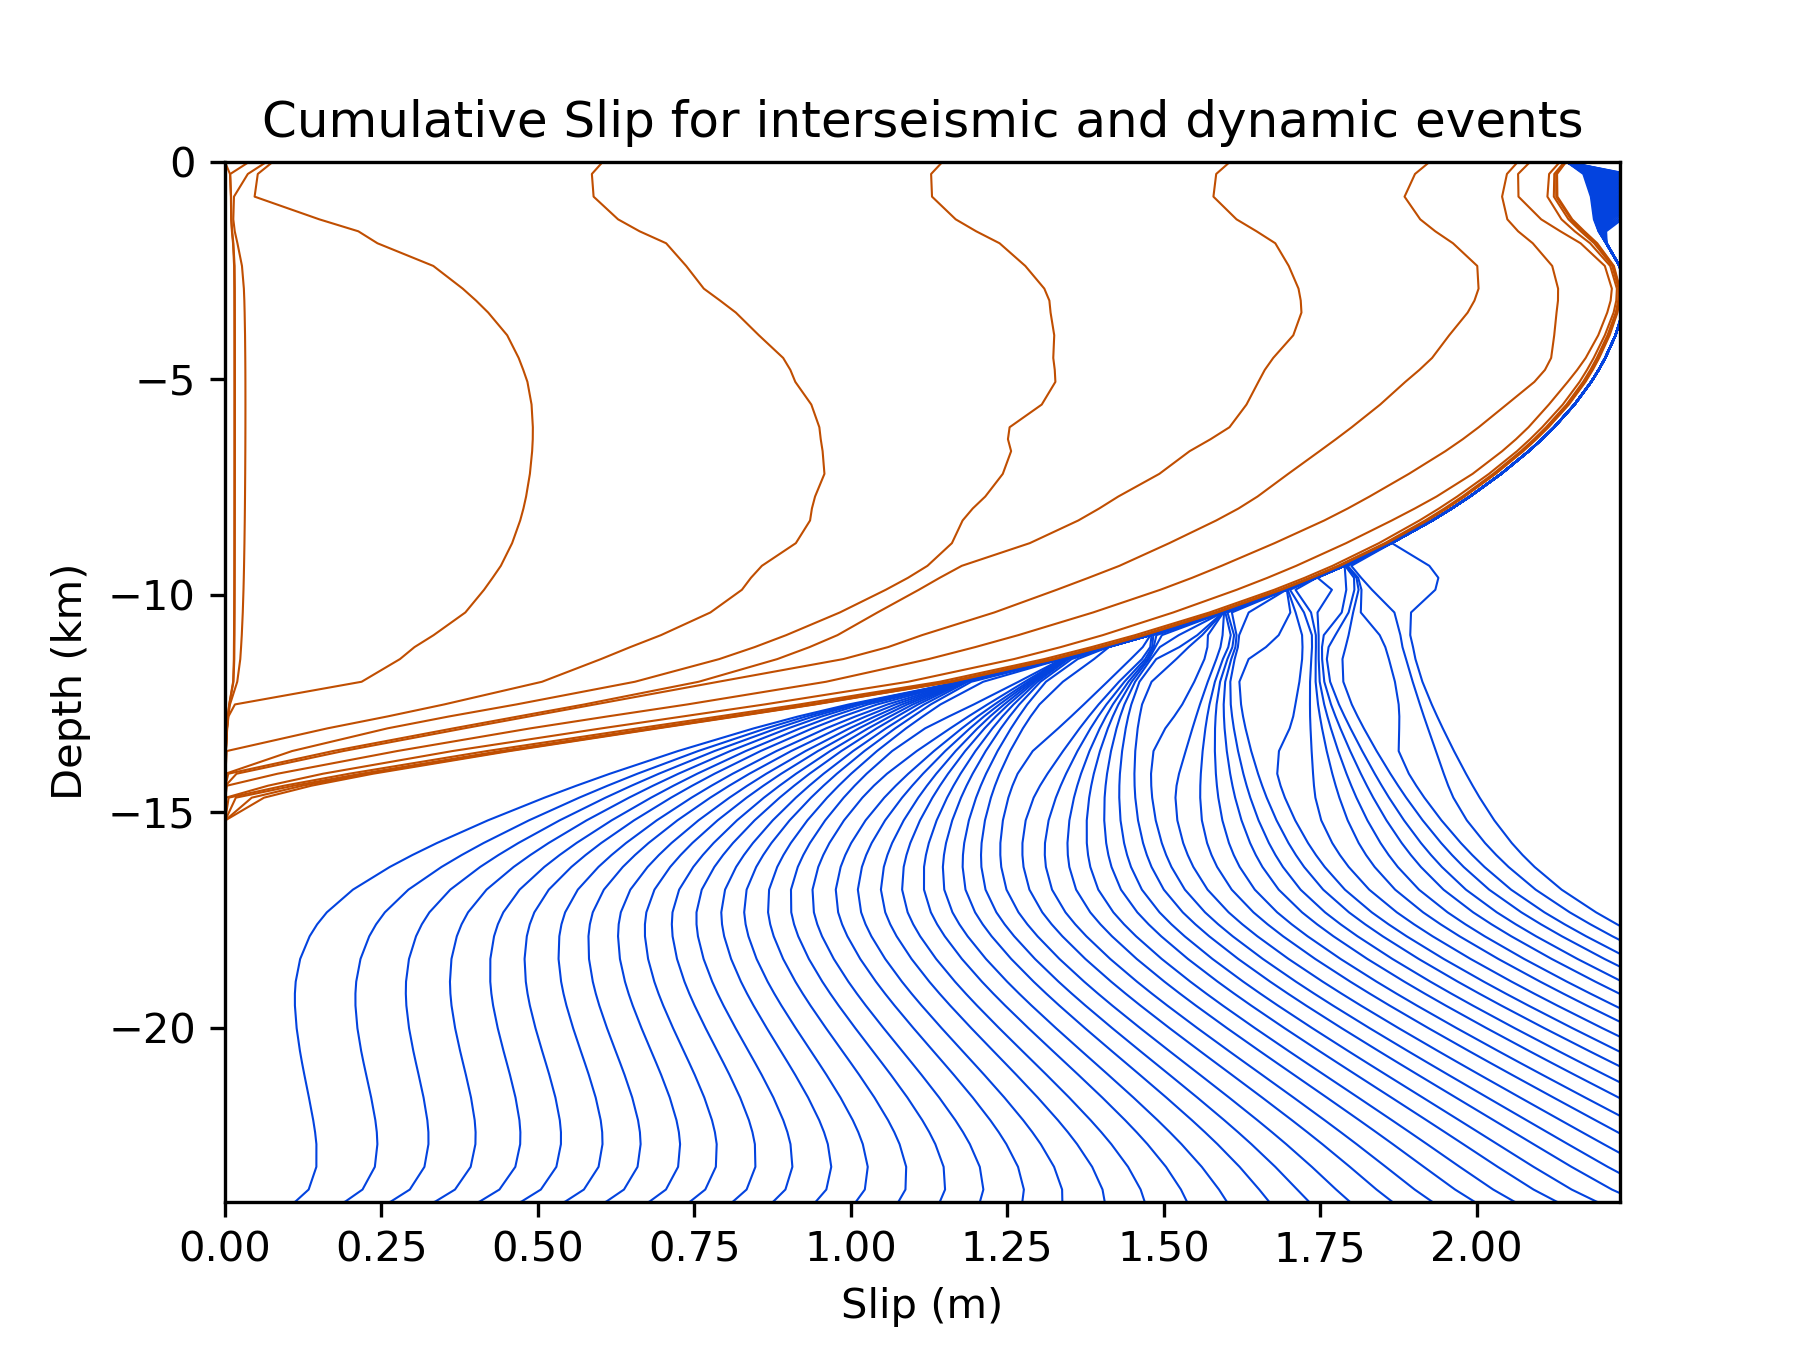 Cumulative Slip for interseismic and dynamic events
0
−5
−10
−15
−20
Depth (km)
0.00 0.25 0.50 0.75 1.00 1.25 1.50 1.75 2.00
Slip (m)